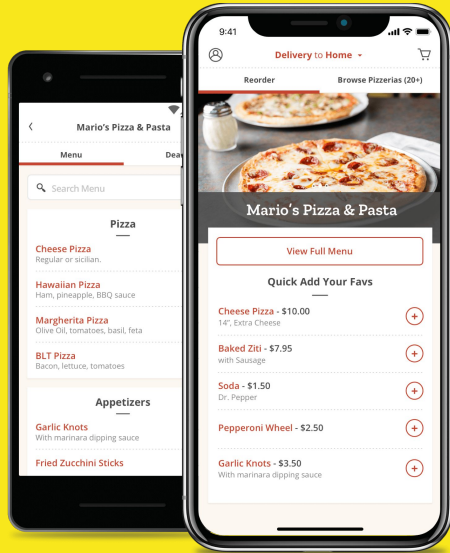 Mario's Pizza & Pasta
Menu
Search Menu
Pizza
Cheese Pizza
Regular or sicilian.
Hawaiian Pizza
Ham, pineapple, BBQ sauce
Margherita Pizza
Olive Oil, tomatoes, basil, feta
BLT Pizza
Bacon, lettuce, tomatoes
Appetizers
Garlic Knots
With marinara dipping sauce
Fried Zucchini Sticks
9:41
Delivery to Home
Reorder
Browse Pizzerias (20+)
Mario's Pizza & Pasta
View Full Menu
Quick Add Your Favs
Cheese Pizza - $10.00
14", Extra Cheese
Baked Ziti - $7.95
with Sausage
Soda - $1.50
Dr. Pepper
Pepperoni Wheel - $2.50
Garlic Knots - $3.50
With marinara dipping sauce